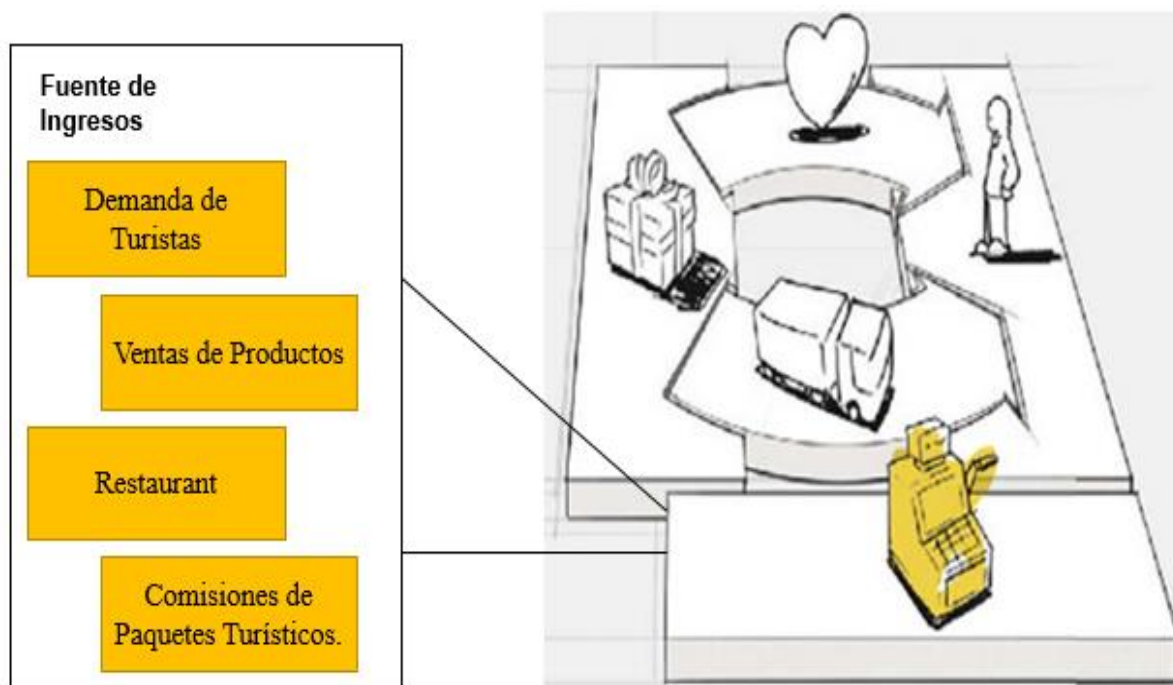 Fuente de
Ingresos
Demanda de
Turistas
Ventas de Productos
Restaurant
Comisiones de
Paquetes Turísticos.